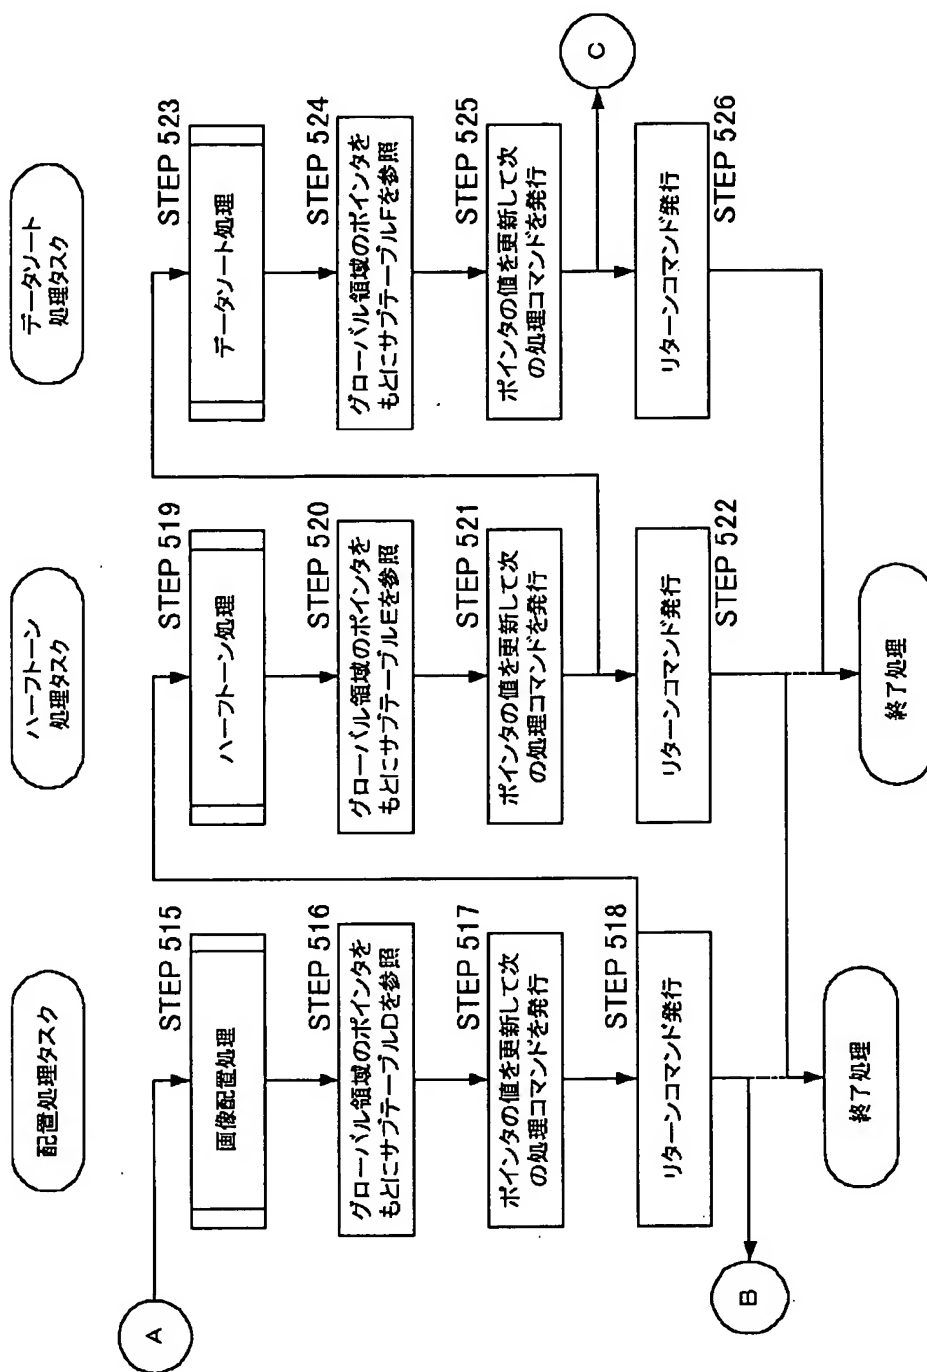 A
配置処理タスク
STEP 515
画像配置処理
STEP 516
グローバル領域のポインタを
もとにサブテーブルDを参照
STEP 517
ポインタの値を更新して次
の処理コマンドを発行
STEP 518
リターンコマンド発行
B
終了処理
ハーフトーン
処理タスク
STEP 519
ハーフトーン処理
STEP 520
グローバル領域のポインタを
もとにサブテーブルEを参照
STEP 521
ポインタの値を更新して次
の処理コマンドを発行
STEP 522
リターンコマンド発行
終了処理
データソート
処理タスク
STEP 523
データソート処理
STEP 524
グローバル領域のポインタを
もとにサブテーブルFを参照
STEP 525
ポインタの値を更新して次
の処理コマンドを発行
C
STEP 526
リターンコマンド発行